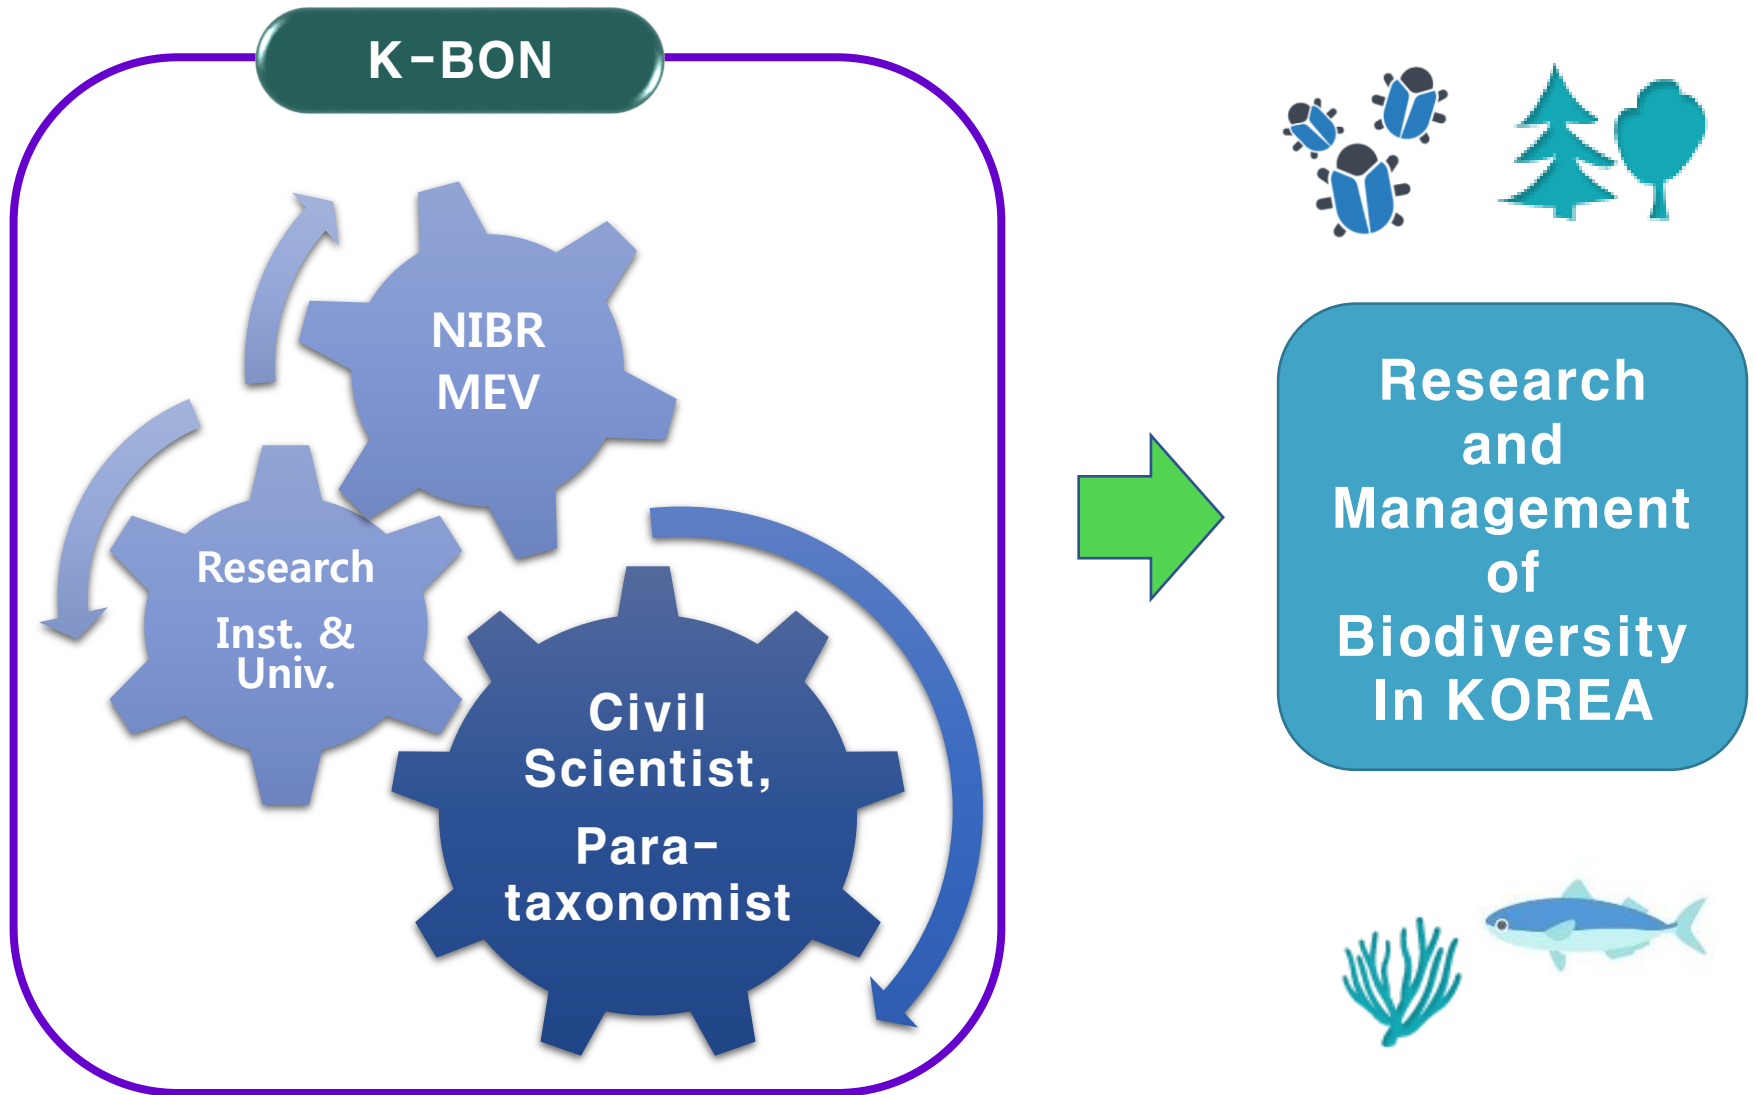 K-BON
NIBR
MEV
Research
Inst. &
Univ.
Civil
Scientist,
Para-
taxonomist
Research
and
Management
of
Biodiversity
In KOREA